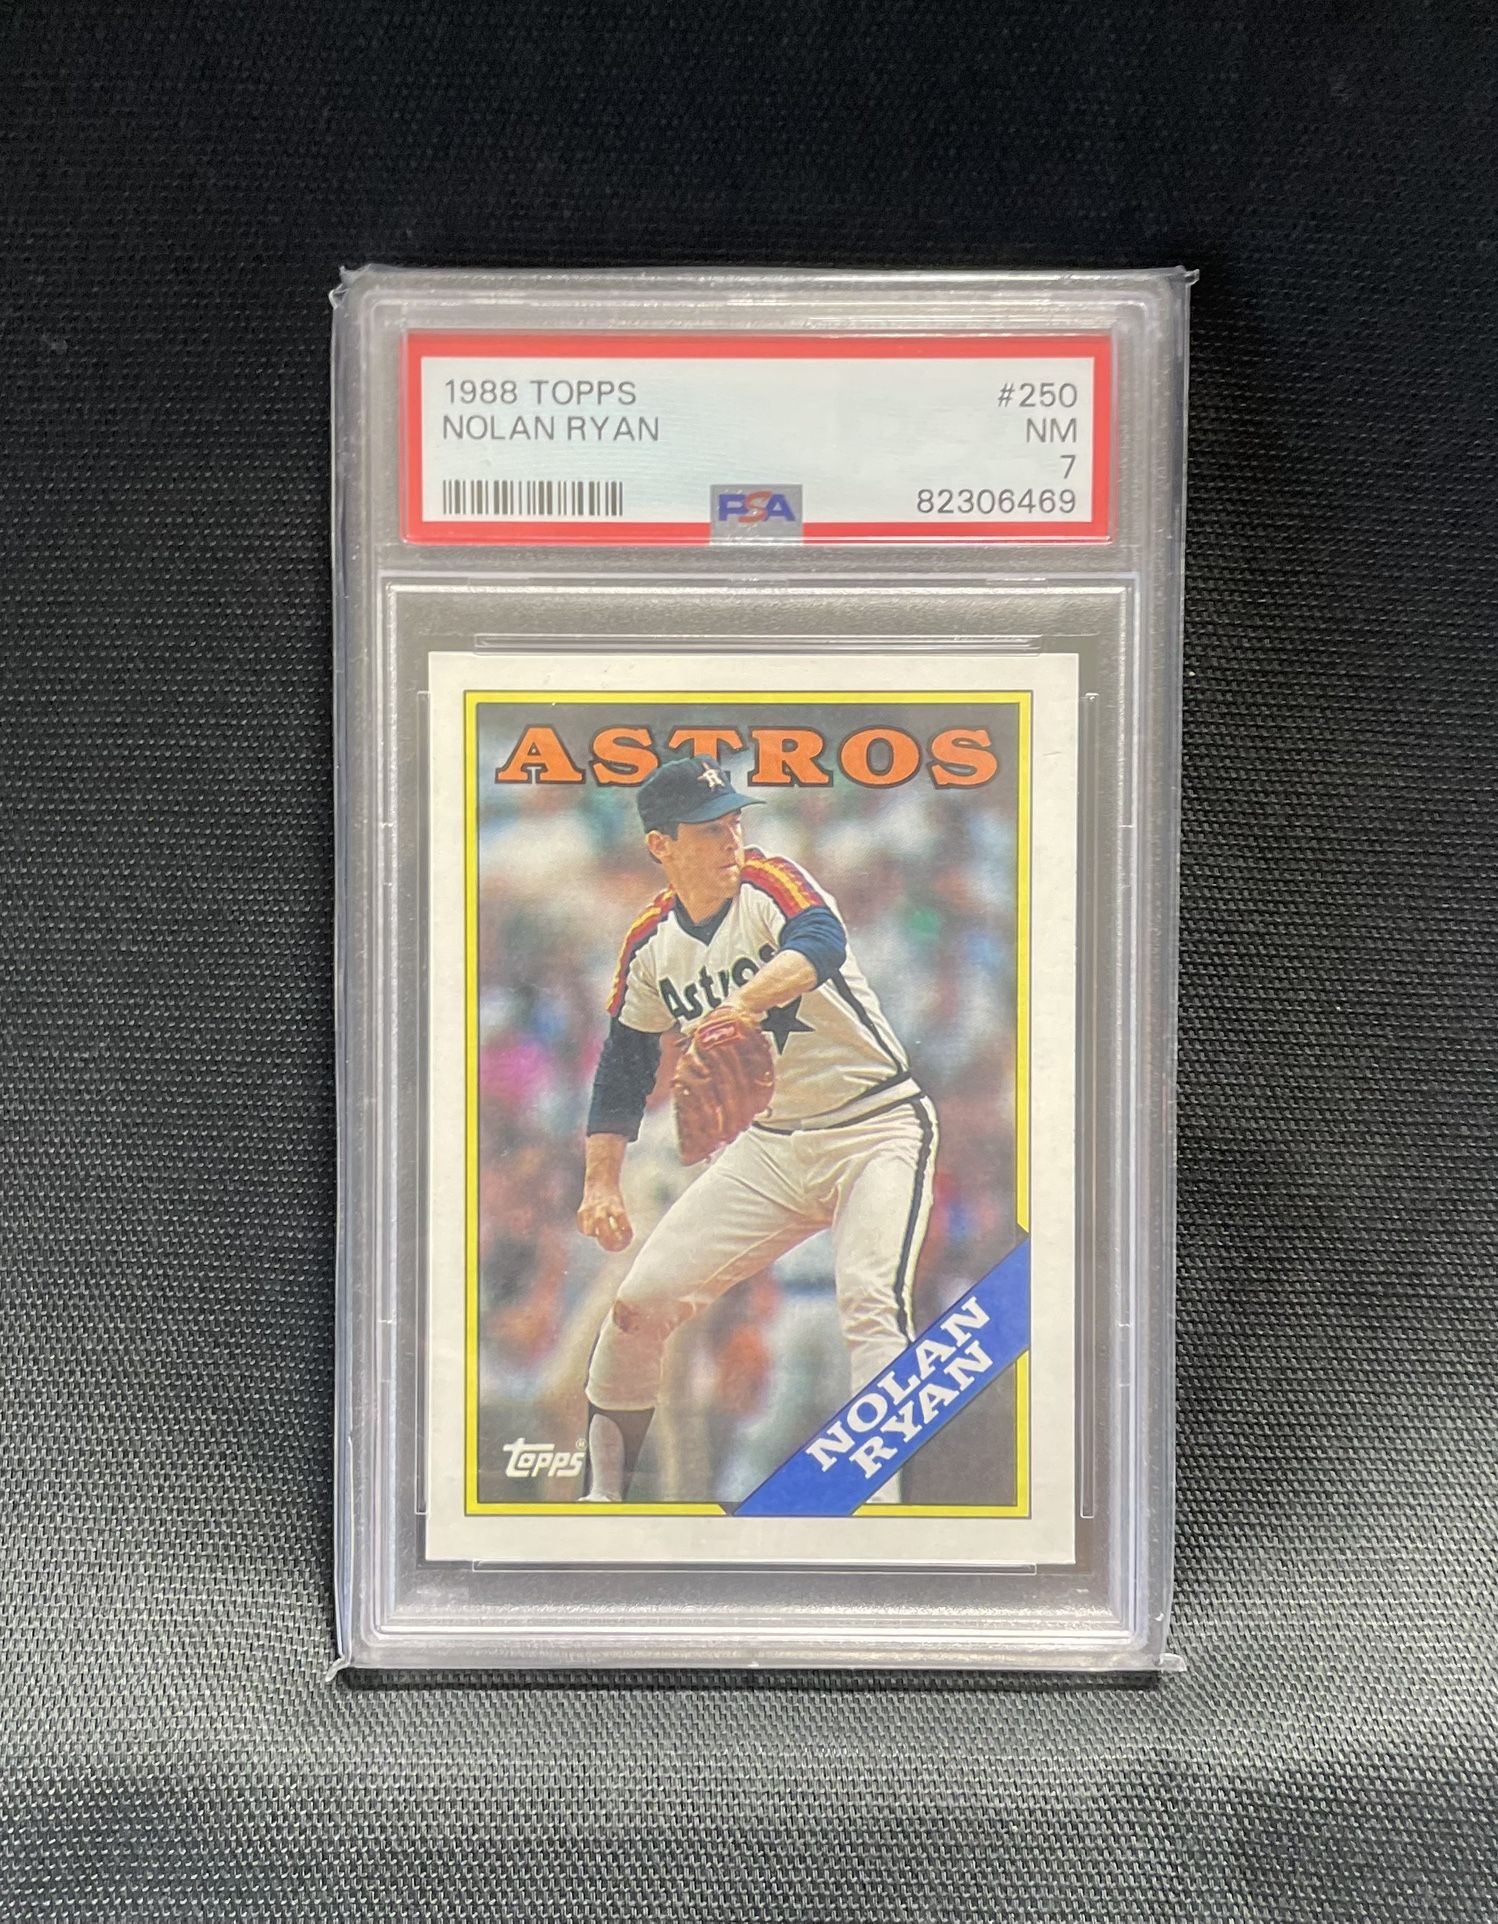 1988 TOPPS #250
NOLAN RYAN NM
7
PSA 82306469
ASTROS
R
Astros
topps®
NOLAN
RYAN